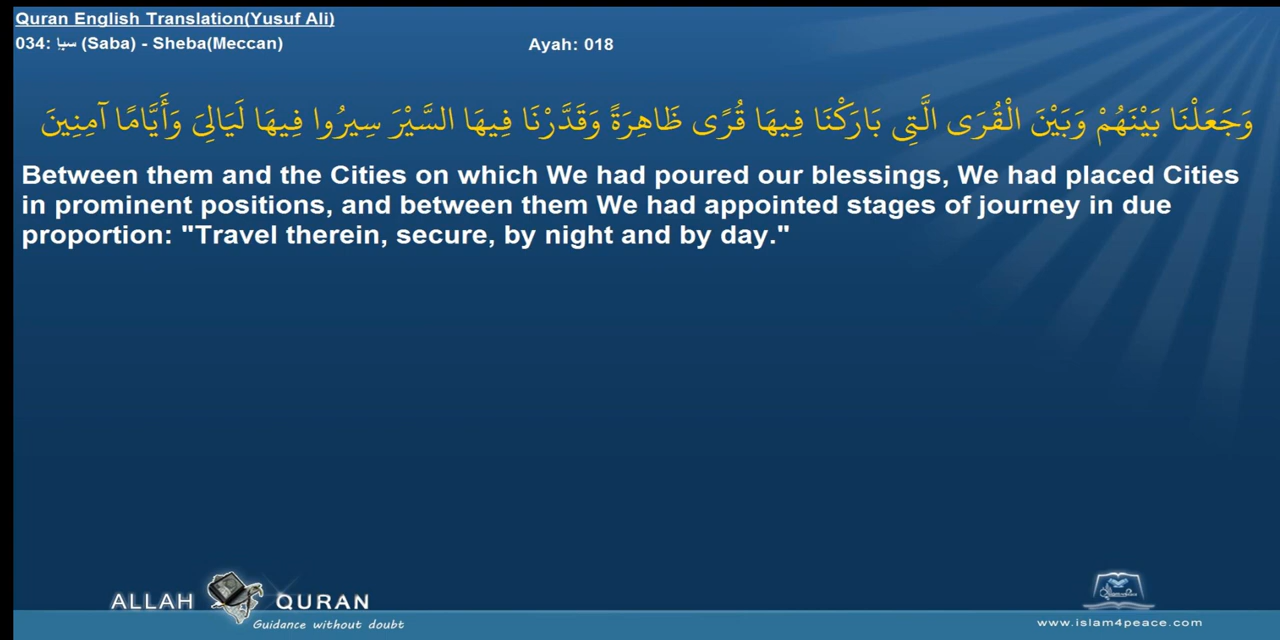 Quran English Translation(Yusuf Ali)
034: سبإ (Saba) - Sheba(Meccan)
Ayah: 018
وَجَعَلْنَا بَيْنَهُمْ وَبَيْنَ الْقُرَى الَّتِي بَارَكْنَا فِيهَا قُرًى ظَاهِرَةً وَقَدَّرْنَا فِيهَا السَّيْرَ سِيرُوا فِيهَا لَيَالِيَ وَأَيَّامًا آمِنِينَ
Between them and the Cities on which We had poured our blessings, We had placed Cities
in prominent positions, and between them We had appointed stages of journey in due
proportion: "Travel therein, secure, by night and by day."
ALLAH QURAN
Guidance without doubt
www.islam4peace.com